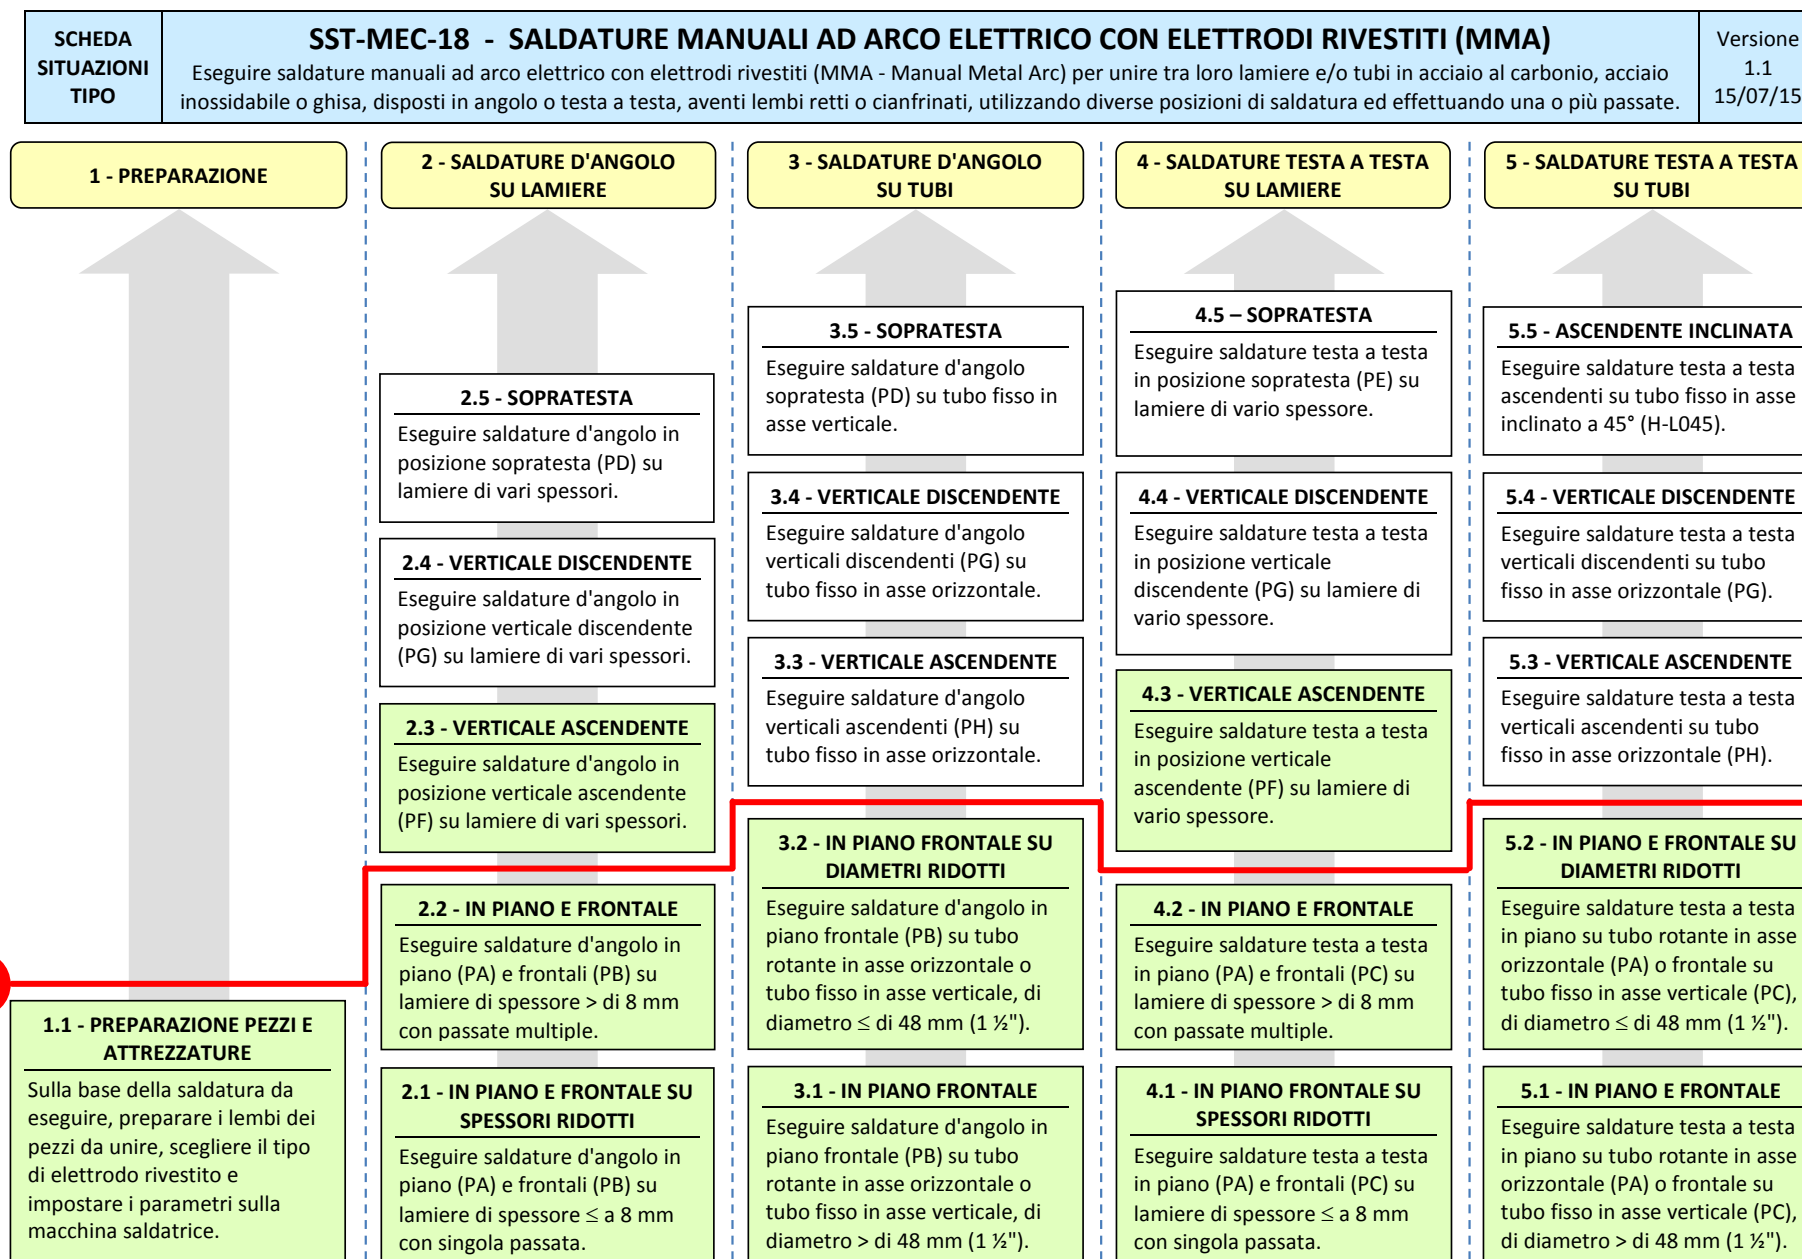 SCHEDA
SITUAZIONI
TIPO
SST-MEC-18 - SALDATURE MANUALI AD ARCO ELETTRICO CON ELETTRODI RIVESTITI (MMA)
Eseguire saldature manuali ad arco elettrico con elettrodi rivestiti (MMA - Manual Metal Arc) per unire tra loro lamiere e/o tubi in acciaio al carbonio, acciaio
inossidabile o ghisa, disposti in angolo o testa a testa, aventi lembi retti o cianfrinati, utilizzando diverse posizioni di saldatura ed effettuando una o più passate.
Versione
1.1
15/07/15
1 - PREPARAZIONE
1.1 - PREPARAZIONE PEZZI E
ATTREZZATURE
Sulla base della saldatura da
eseguire, preparare i lembi dei
pezzi da unire, scegliere il tipo
di elettrodo rivestito e
impostare i parametri sulla
macchina saldatrice.
2 - SALDATURE D'ANGOLO
SU LAMIERE
2.5 - SOPRATESTA
Eseguire saldature d'angolo in
posizione sopratesta (PD) su
lamiere di vari spessori.
2.4 - VERTICALE DISCENDENTE
Eseguire saldature d'angolo in
posizione verticale discendente
(PG) su lamiere di vari spessori.
2.3 - VERTICALE ASCENDENTE
Eseguire saldature d'angolo in
posizione verticale ascendente
(PF) su lamiere di vari spessori.
2.2 - IN PIANO E FRONTALE
Eseguire saldature d'angolo in
piano (PA) e frontali (PB) su
lamiere di spessore > di 8 mm
con passate multiple.
2.1 - IN PIANO E FRONTALE SU
SPESSORI RIDOTTI
Eseguire saldature d'angolo in
piano (PA) e frontali (PB) su
lamiere di spessore ≤ a 8 mm
con singola passata.
3 - SALDATURE D'ANGOLO
SU TUBI
3.5 - SOPRATESTA
Eseguire saldature d'angolo
sopratesta (PD) su tubo fisso in
asse verticale.
3.4 - VERTICALE DISCENDENTE
Eseguire saldature d'angolo
verticali discendenti (PG) su
tubo fisso in asse orizzontale.
3.3 - VERTICALE ASCENDENTE
Eseguire saldature d'angolo
verticali ascendenti (PH) su
tubo fisso in asse orizzontale.
3.2 - IN PIANO FRONTALE SU
DIAMETRI RIDOTTI
Eseguire saldature d'angolo in
piano frontale (PB) su tubo
rotante in asse orizzontale o
tubo fisso in asse verticale, di
diametro ≤ di 48 mm (1 ½").
3.1 - IN PIANO FRONTALE
Eseguire saldature d'angolo in
piano frontale (PB) su tubo
rotante in asse orizzontale o
tubo fisso in asse verticale, di
diametro > di 48 mm (1 ½").
4 - SALDATURE TESTA A TESTA
SU LAMIERE
4.5 – SOPRATESTA
Eseguire saldature testa a testa
in posizione sopratesta (PE) su
lamiere di vario spessore.
4.4 - VERTICALE DISCENDENTE
Eseguire saldature testa a testa
in posizione verticale
discendente (PG) su lamiere di
vario spessore.
4.3 - VERTICALE ASCENDENTE
Eseguire saldature testa a testa
in posizione verticale
ascendente (PF) su lamiere di
vario spessore.
4.2 - IN PIANO E FRONTALE
Eseguire saldature testa a testa
in piano (PA) e frontali (PC) su
lamiere di spessore > di 8 mm
con passate multiple.
4.1 - IN PIANO FRONTALE SU
SPESSORI RIDOTTI
Eseguire saldature testa a testa
in piano (PA) e frontali (PC) su
lamiere di spessore ≤ a 8 mm
con singola passata.
5 - SALDATURE TESTA A TESTA
SU TUBI
5.5 - ASCENDENTE INCLINATA
Eseguire saldature testa a testa
ascendenti su tubo fisso in asse
inclinato a 45° (H-L045).
5.4 - VERTICALE DISCENDENTE
Eseguire saldature testa a testa
verticali discendenti su tubo
fisso in asse orizzontale (PG).
5.3 - VERTICALE ASCENDENTE
Eseguire saldature testa a testa
verticali ascendenti su tubo
fisso in asse orizzontale (PH).
5.2 - IN PIANO E FRONTALE SU
DIAMETRI RIDOTTI
Eseguire saldature testa a testa
in piano su tubo rotante in asse
orizzontale (PA) o frontale su
tubo fisso in asse verticale (PC),
di diametro ≤ di 48 mm (1 ½").
5.1 - IN PIANO E FRONTALE
Eseguire saldature testa a testa
in piano su tubo rotante in asse
orizzontale (PA) o frontale su
tubo fisso in asse verticale (PC),
di diametro > di 48 mm (1 ½").